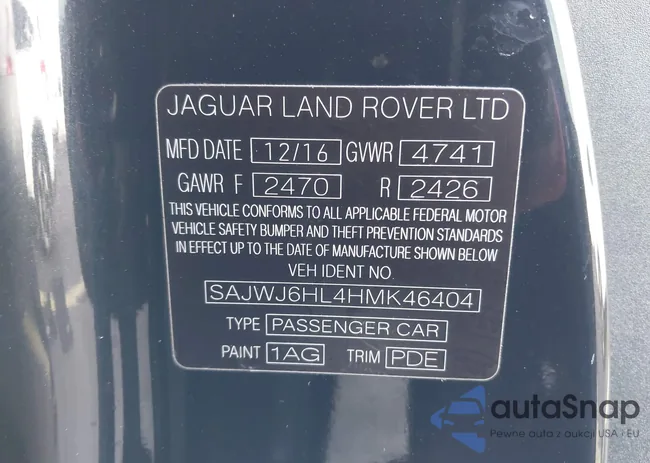 JAGUAR LAND ROVER LTD
MFD DATE 12/16 GVWR 4741
GAWR F 2470 R 2426
THIS VEHICLE CONFORMS TO ALL APPLICABLE FEDERAL MOTOR
VEHICLE SAFETY BUMPER AND THEFT PREVENTION STANDARDS
IN EFFECT UP TO THE DATE OF MANUFACTURE SHOWN BELOW
VEH IDENT NO.
SAJWJ6HL4HMK46404
TYPE PASSENGER CAR
PAINT 1AG TRIM PDE
autaSnap
Pewne auta z aukcji USA i EU